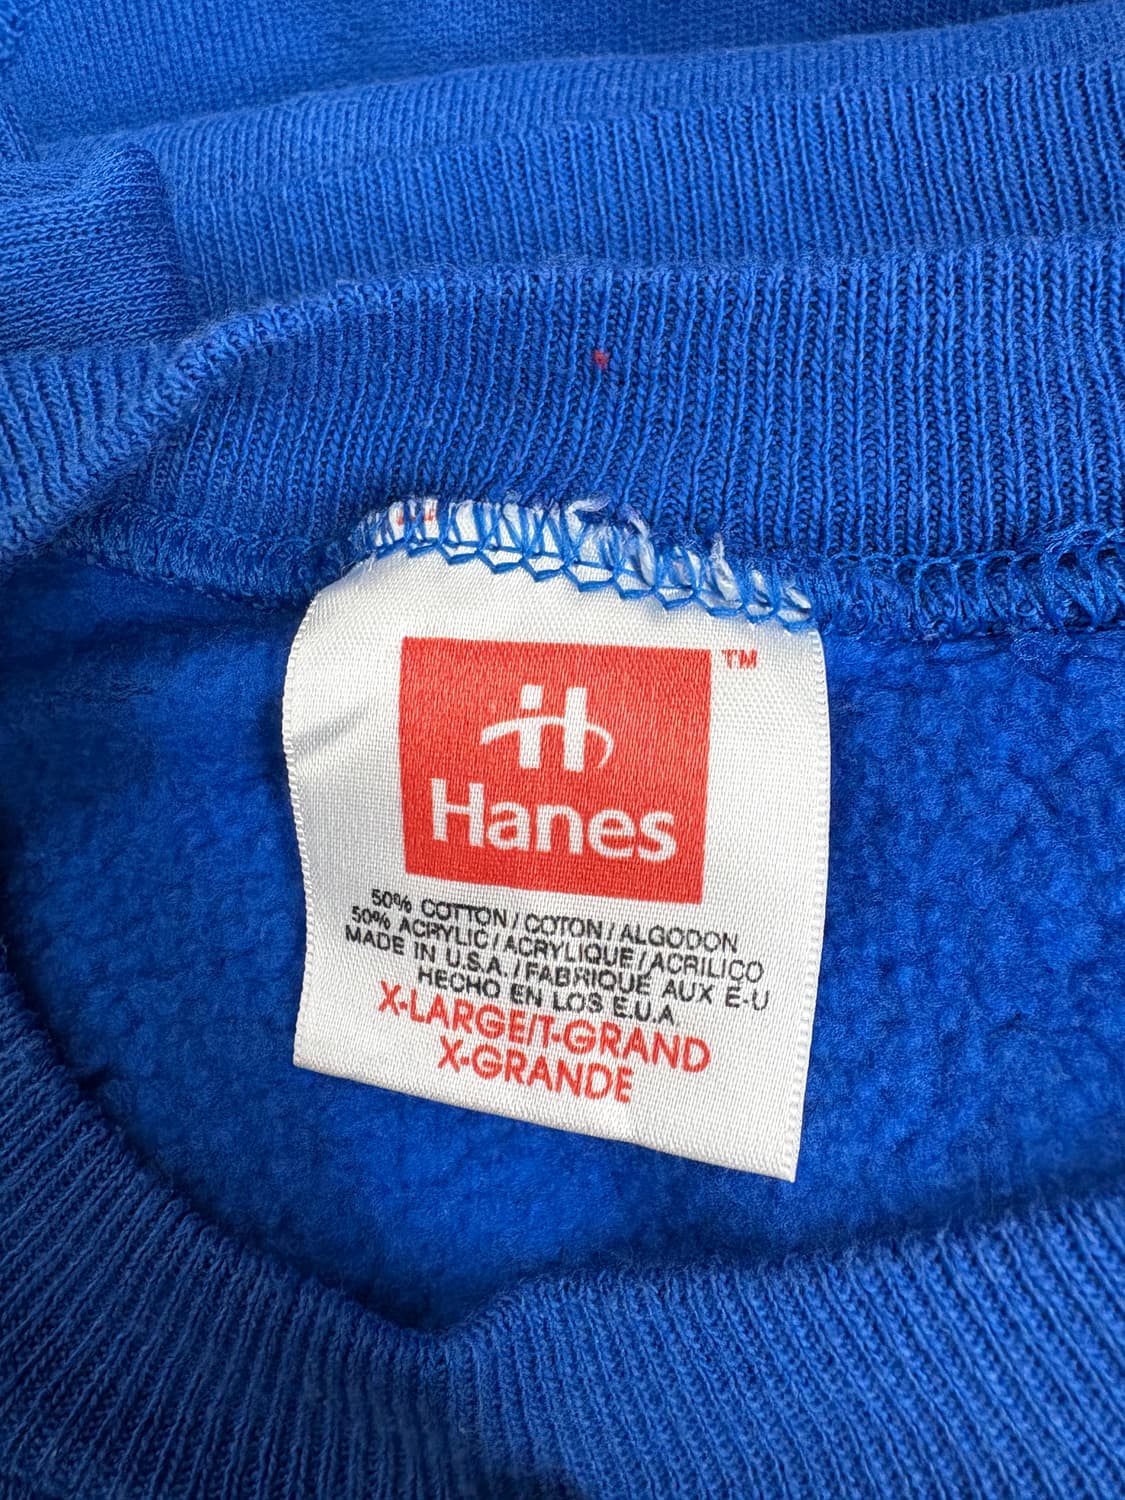 TM
H
Hanes
50% COTTON / COTON / ALGODON
50% ACRYLIC / ACRYLIQUE / ACRILICO
MADE IN U.S.A. / FABRIQUE AUX E-U
HECHO EN LOS E.U.A.
X-LARGE/T-GRAND
X-GRANDE